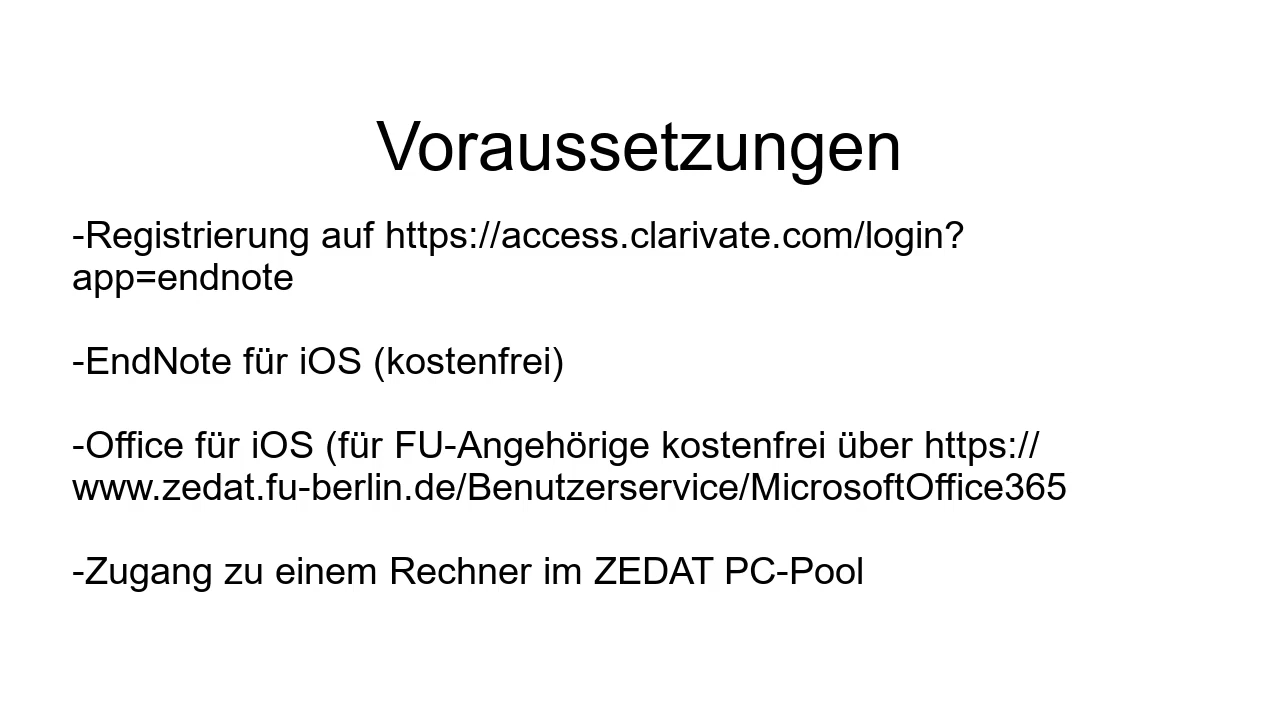 Voraussetzungen
-Registrierung auf https://access.clarivate.com/login?
app=endnote
-EndNote für iOS (kostenfrei)
-Office für iOS (für FU-Angehörige kostenfrei über https://
www.zedat.fu-berlin.de/Benutzerservice/MicrosoftOffice365
-Zugang zu einem Rechner im ZEDAT PC-Pool